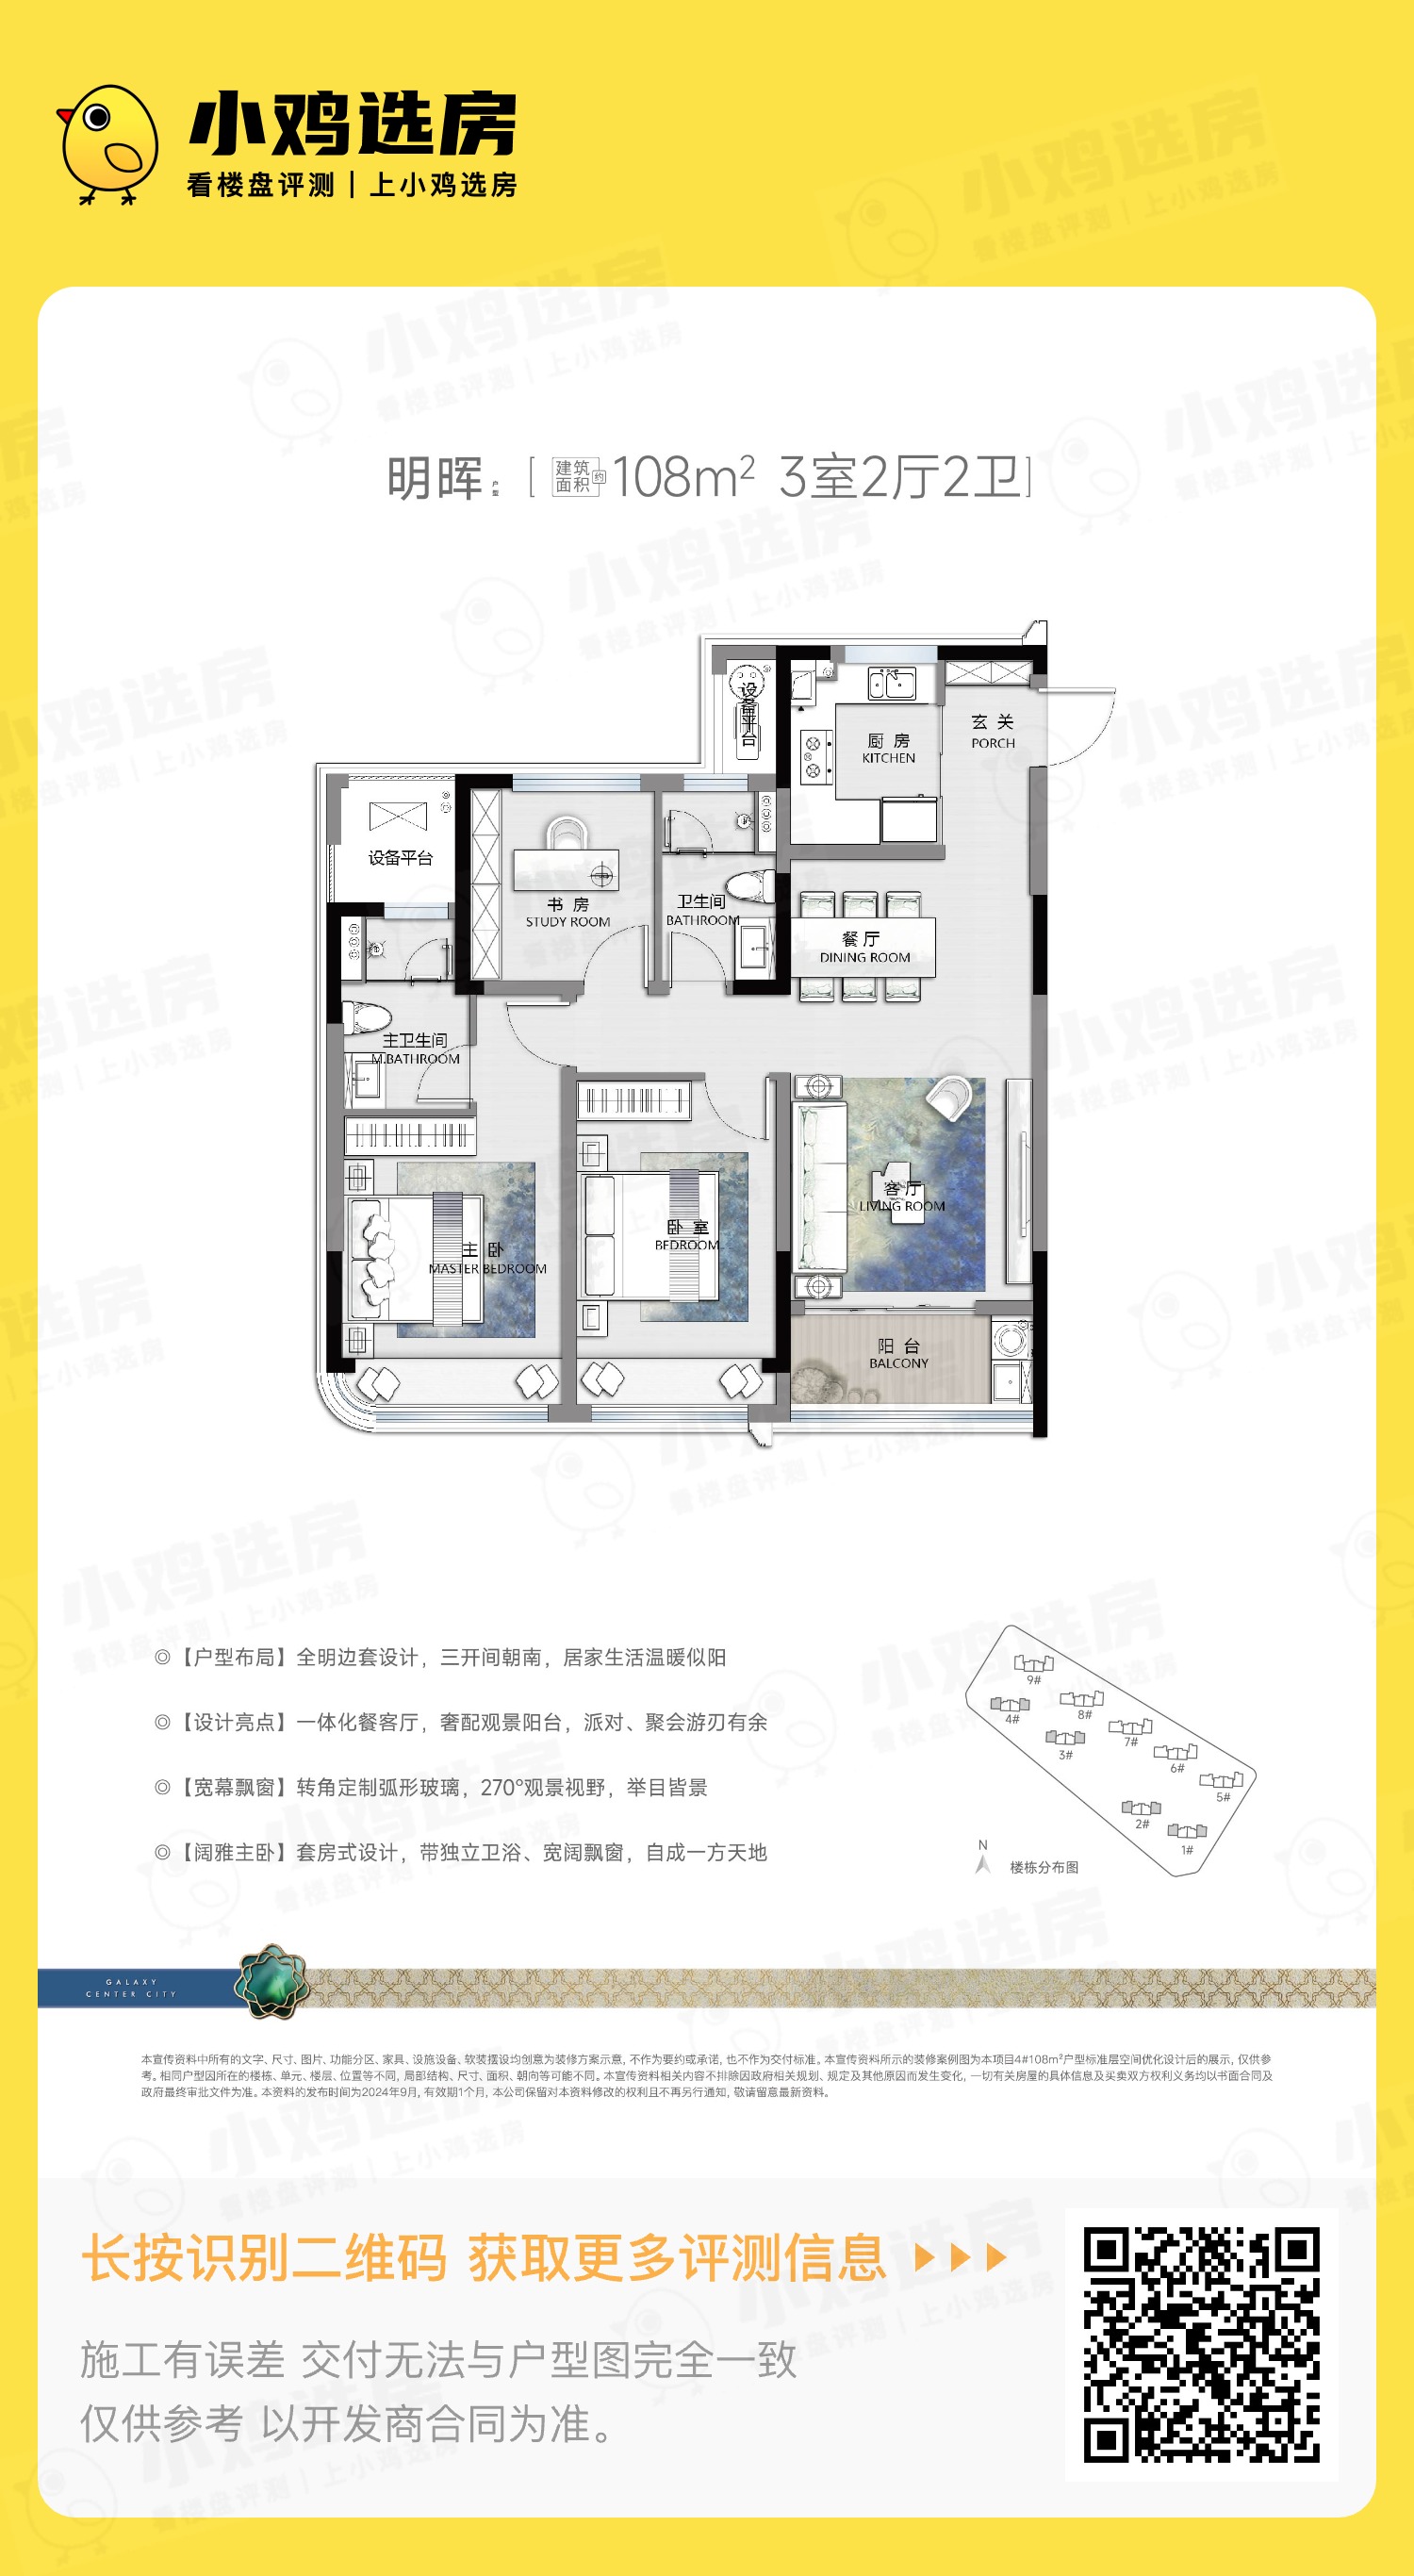 小鸡选房
看楼盘评测 | 上小鸡选房
明晖 户型 [建筑面积约 108m² 3室2厅2卫]
设备平台
厨房
KITCHEN
玄关
PORCH
设备平台
书房
STUDY ROOM
卫生间
BATHROOM
餐厅
DINING ROOM
主卫生间
M.BATHROOM
客厅
LIVING ROOM
卧室
BEDROOM
主卧
MASTER BEDROOM
阳台
BALCONY
◎【户型布局】全明边套设计，三开间朝南，居家生活温暖似阳
◎【设计亮点】一体化餐客厅，奢配观景阳台，派对、聚会游刃有余
◎【宽幕飘窗】转角定制弧形玻璃，270°观景视野，举目皆景
◎【阔雅主卧】套房式设计，带独立卫浴、宽阔飘窗，自成一方天地
9#
4#
8#
3#
7#
6#
5#
2#
1#
N
楼栋分布图
GALAXY
CENTER CITY
本宣传资料中所有的文字、尺寸、图片、功能分区、家具、设施设备、软装摆设均创意为装修方案示意，不作为要约或承诺，也不作为交付标准。本宣传资料所示的装修案例图为本项目4#108m²户型标准层空间优化设计后的展示，仅供参
考。相同户型因所在的楼栋、单元、楼层、位置等不同，局部结构、尺寸、面积、朝向等可能不同。本宣传资料相关内容不排除因政府相关规划、规定及其他原因而发生变化，一切有关房屋的具体信息及买卖双方权利义务均以书面合同及
政府最终审批文件为准。本资料的发布时间为2024年9月，有效期1个月，本公司保留对本资料修改的权利且不再另行通知，敬请留意最新资料。
长按识别二维码 获取更多评测信息
施工有误差 交付无法与户型图完全一致
仅供参考 以开发商合同为准。